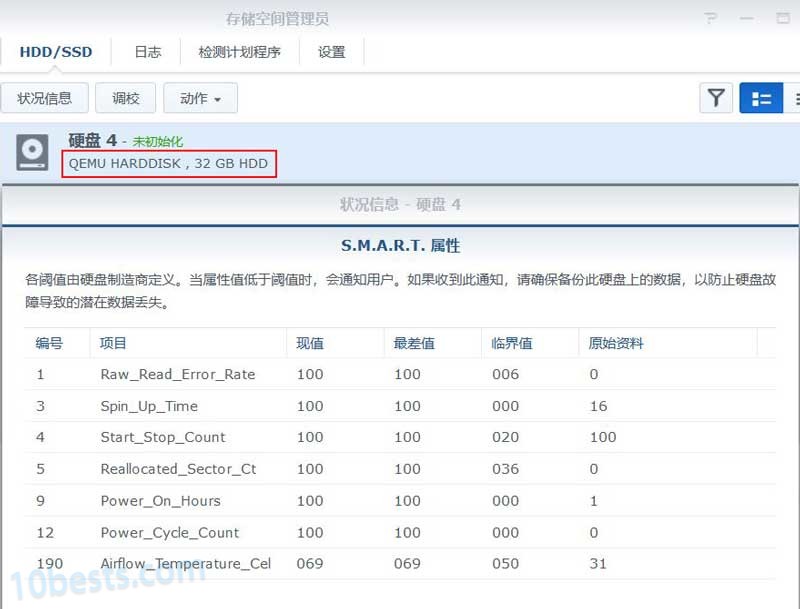 存储空间管理员
HDD/SSD 日志 检测计划程序 设置
状况信息 调校 动作
硬盘 4 - 未初始化
QEMU HARDDISK , 32 GB HDD
状况信息 - 硬盘 4
S.M.A.R.T. 属性
各阈值由硬盘制造商定义。当属性值低于阈值时，会通知用户。如果收到此通知，请确保备份此硬盘上的数据，以防止硬盘故
障导致的潜在数据丢失。
编号 项目 现值 最差值 临界值 原始资料
1 Raw_Read_Error_Rate 100 100 006 0
3 Spin_Up_Time 100 100 000 16
4 Start_Stop_Count 100 100 020 100
5 Reallocated_Sector_Ct 100 100 036 0
9 Power_On_Hours 100 100 000 1
12 Power_Cycle_Count 100 100 000 0
190 Airflow_Temperature_Cel 069 069 050 31
10bests.com